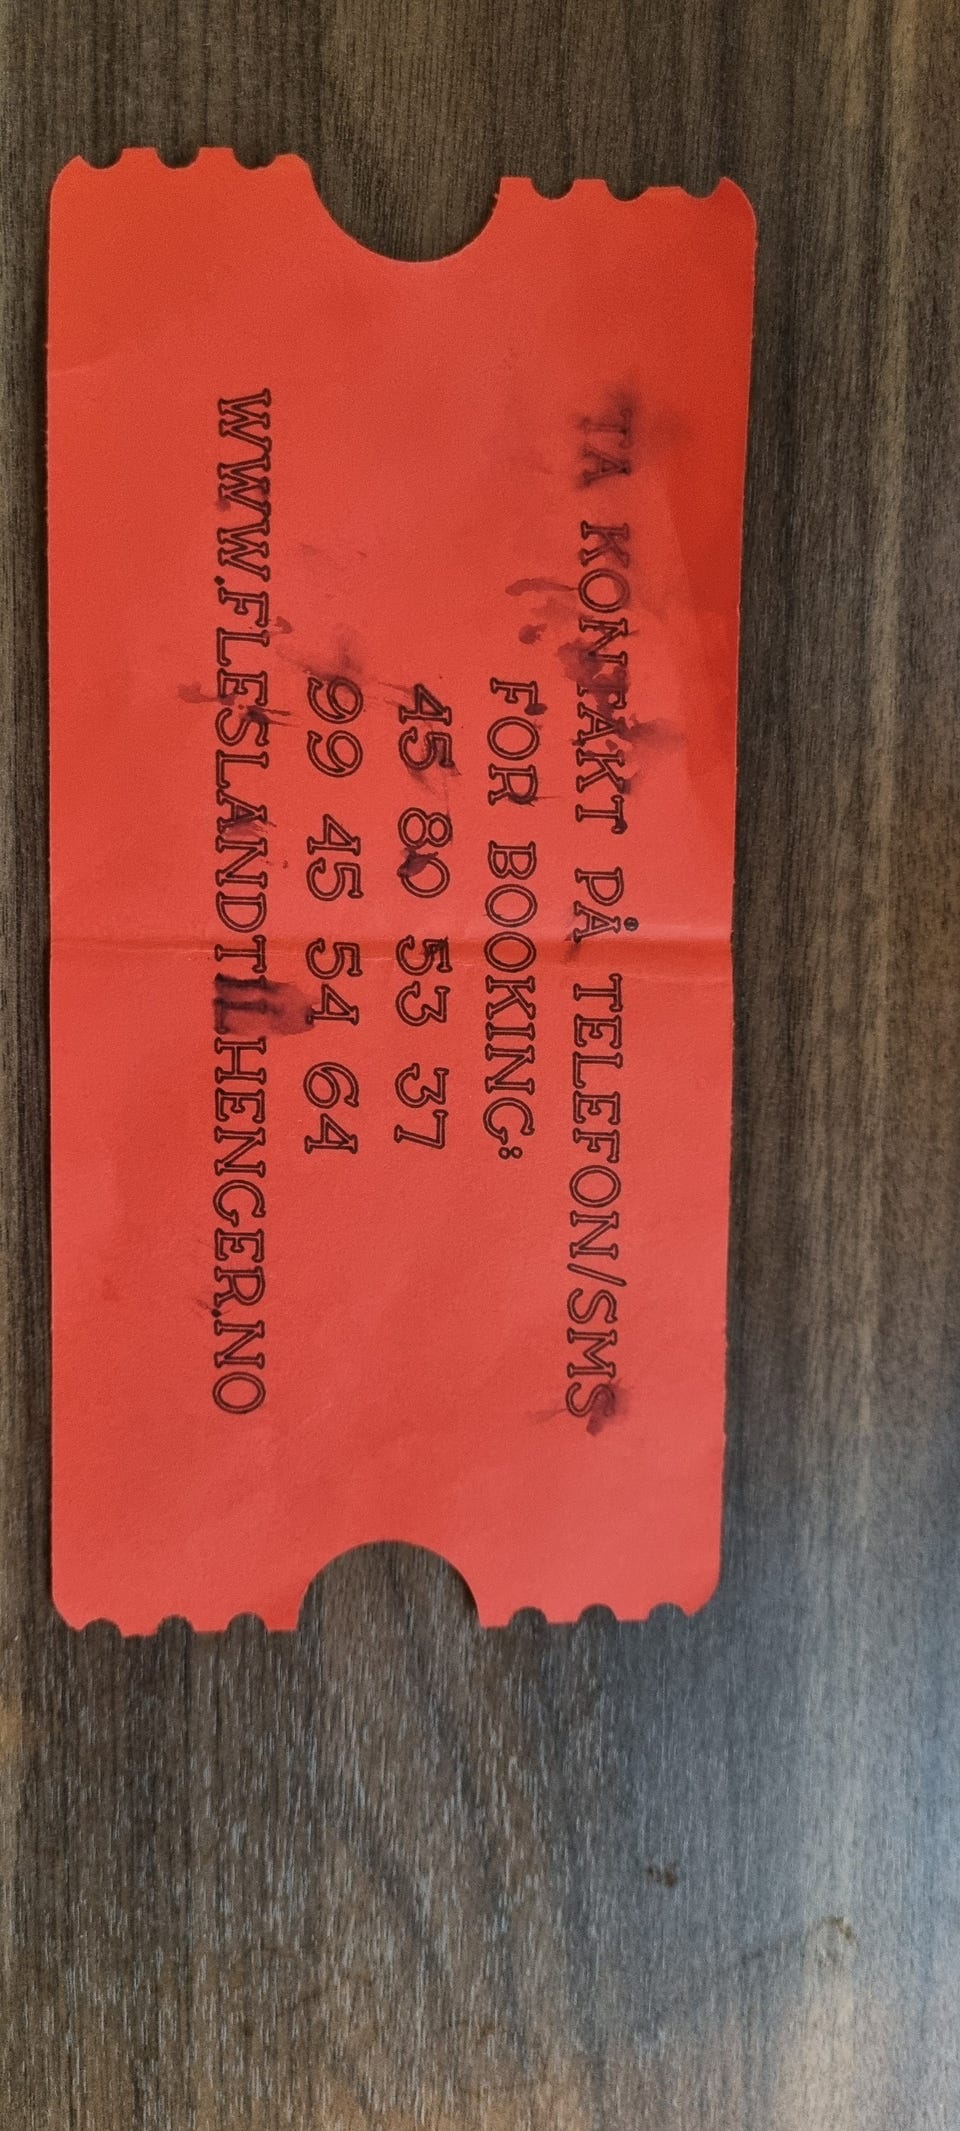 TA KONTAKT PÅ TELEFON/SMS
FOR BOOKING:
45 80 53 37
99 45 54 64
WWW.FLESLANDTILHENGER.NO